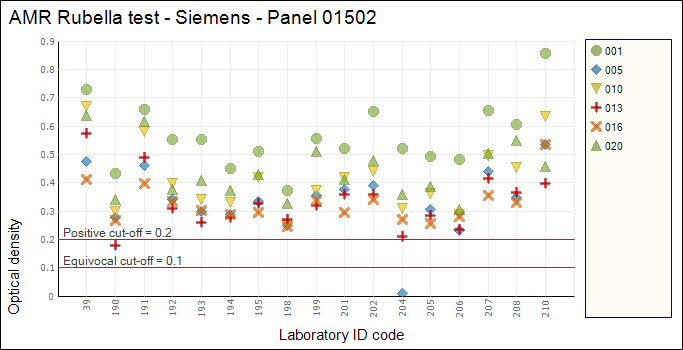 AMR Rubella test - Siemens - Panel 01502
Optical density
0.9
0.8
0.7
0.6
0.5
0.4
0.3
0.2
0.1
0
Positive cut-off = 0.2
Equivocal cut-off = 0.1
39 190 191 192 193 194 195 198 199 201 202 204 205 206 207 208 210
Laboratory ID code
001
005
010
013
016
020